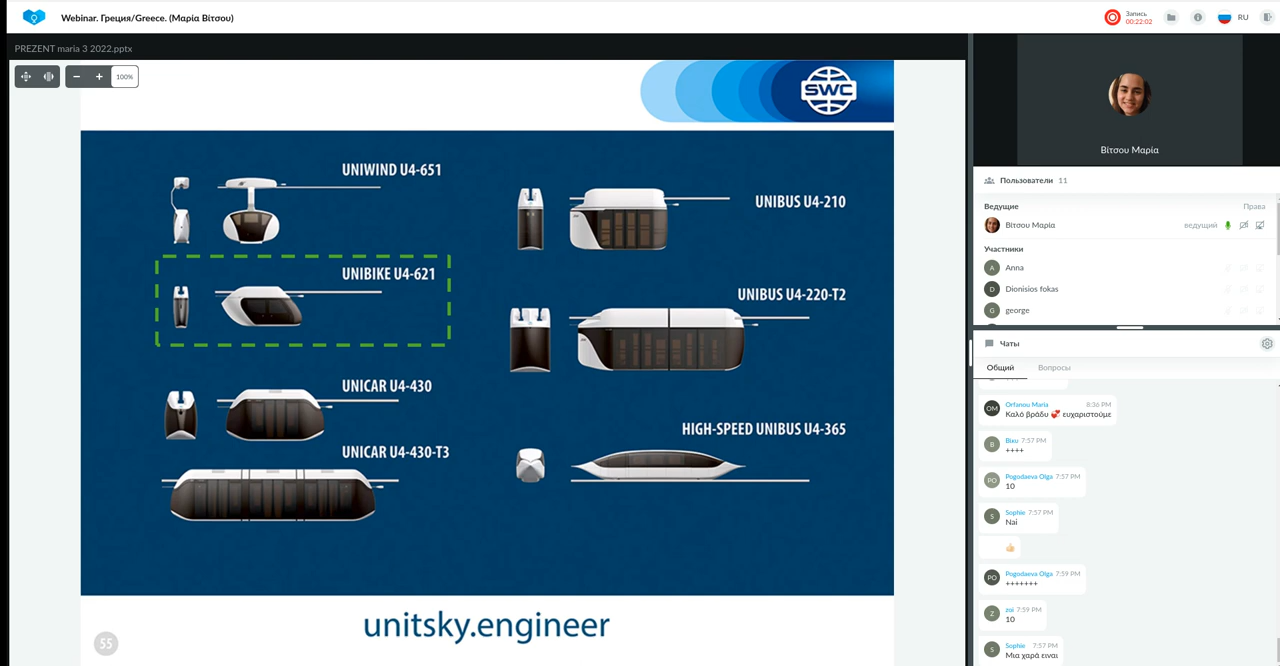 Webinar. Греция/Greece. (Μαρία Βίτσου)
Запись
00:22:02
RU
PREZENT maria 3 2022.pptx
100%
SWC
UNIWIND U4-651
UNIBIKE U4-621
UNICAR U4-430
UNICAR U4-430-T3
UNIBUS U4-210
UNIBUS U4-220-T2
HIGH-SPEED UNIBUS U4-365
unitsky.engineer
55
Βίτσου Μαρία
Пользователи 11
Ведущие Права
Βίτσου Μαρία ведущий
Участники
A Anna
D Dionisios fokas
G george
Чаты
Общий Вопросы
OM Orfanou Maria 8:36 PM
Καλό βράδυ 💞 ευχαριστούμε
B Bixu 7:57 PM
++++
PO Pogodaeva Olga 7:57 PM
10
S Sophie 7:57 PM
Nai
👍
PO Pogodaeva Olga 7:59 PM
+++++++
Z zoi 7:59 PM
10
S Sophie 7:57 PM
Μια χαρά ειναι